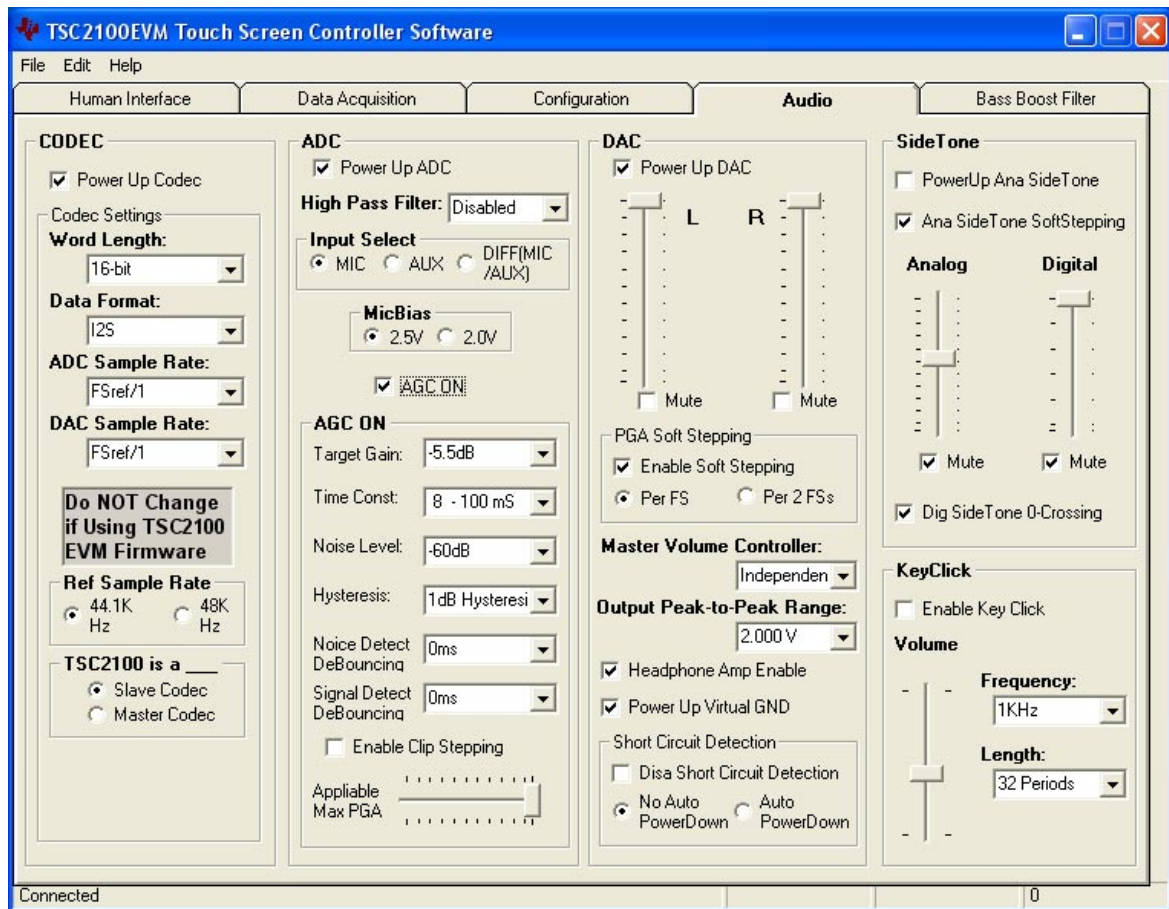 TSC2100EVM Touch Screen Controller Software
File Edit Help
Human Interface
Data Acquisition
Configuration
Audio
Bass Boost Filter
CODEC
Power Up Codec
Codec Settings
Word Length:
16-bit
Data Format:
I2S
ADC Sample Rate:
FSref/1
DAC Sample Rate:
FSref/1
Do NOT Change
if Using TSC2100
EVM Firmware
Ref Sample Rate
44.1K
Hz
48K
Hz
TSC2100 is a ___
Slave Codec
Master Codec
ADC
Power Up ADC
High Pass Filter: Disabled
Input Select
MIC
AUX
DIFF(MIC
/AUX)
MicBias
2.5V
2.0V
AGC ON
AGC ON
Target Gain: -5.5dB
Time Const: 8 - 100 mS
Noise Level: -60dB
Hysteresis: 1dB Hysteresi
Noice Detect
DeBouncing
0ms
Signal Detect
DeBouncing
0ms
Enable Clip Stepping
Appliable
Max PGA
DAC
Power Up DAC
L R
Mute
Mute
PGA Soft Stepping
Enable Soft Stepping
Per FS
Per 2 FSs
Master Volume Controller:
Independen
Output Peak-to-Peak Range:
2.000 V
Headphone Amp Enable
Power Up Virtual GND
Short Circuit Detection
Disa Short Circuit Detection
No Auto
PowerDown
Auto
PowerDown
SideTone
PowerUp Ana SideTone
Ana SideTone SoftStepping
Analog
Digital
Mute
Mute
Dig SideTone 0-Crossing
KeyClick
Enable Key Click
Volume
Frequency:
1KHz
Length:
32 Periods
Connected
0